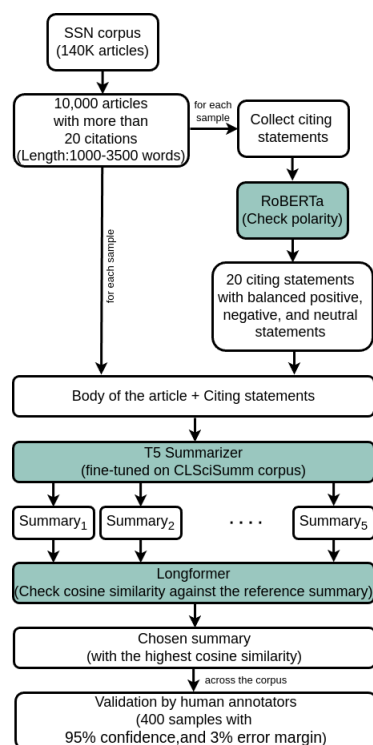 SSN corpus
(140K articles)
10,000 articles
with more than
20 citations
(Length:1000-3500 words)
for each
sample
Collect citing
statements
RoBERTa
(Check polarity)
20 citing statements
with balanced positive,
negative, and neutral
statements
for each sample
Body of the article + Citing statements
T5 Summarizer
(fine-tuned on CLSciSumm corpus)
Summary1
Summary2
. . . .
Summary5
Longformer
(Check cosine similarity against the reference summary)
Chosen summary
(with the highest cosine similarity)
across the corpus
Validation by human annotators
(400 samples with
95% confidence,and 3% error margin)